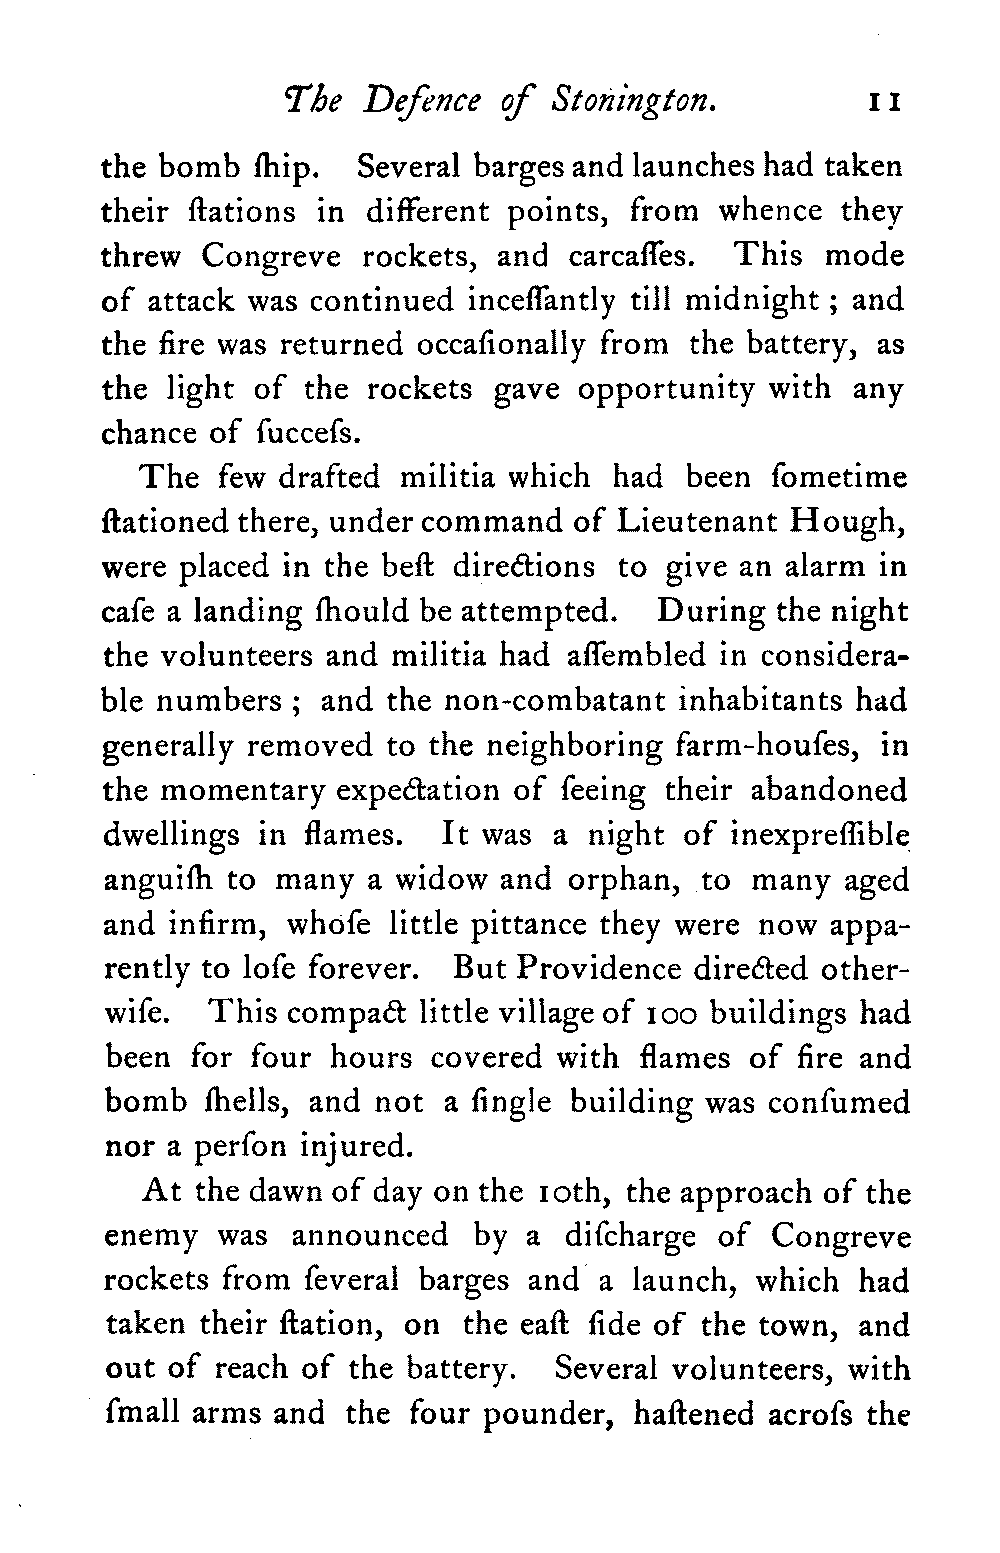 The Defence of Stonington. 11
the bomb ſhip. Several barges and launches had taken
their ſtations in different points, from whence they
threw Congreve rockets, and carcaſſes. This mode
of attack was continued inceſſantly till midnight ; and
the fire was returned occaſionally from the battery, as
the light of the rockets gave opportunity with any
chance of ſucceſs.
The few drafted militia which had been ſometime
ſtationed there, under command of Lieutenant Hough,
were placed in the beſt directions to give an alarm in
caſe a landing ſhould be attempted. During the night
the volunteers and militia had aſſembled in considera-
ble numbers ; and the non-combatant inhabitants had
generally removed to the neighboring farm-houſes, in
the momentary expectation of ſeeing their abandoned
dwellings in flames. It was a night of inexpreſſible
anguiſh to many a widow and orphan, to many aged
and infirm, whoſe little pittance they were now appa-
rently to loſe forever. But Providence directed other-
wiſe. This compact little village of 100 buildings had
been for four hours covered with flames of fire and
bomb ſhells, and not a ſingle building was conſumed
nor a perſon injured.
At the dawn of day on the 10th, the approach of the
enemy was announced by a diſcharge of Congreve
rockets from ſeveral barges and a launch, which had
taken their ſtation, on the eaſt ſide of the town, and
out of reach of the battery. Several volunteers, with
ſmall arms and the four pounder, haſtened acroſs the